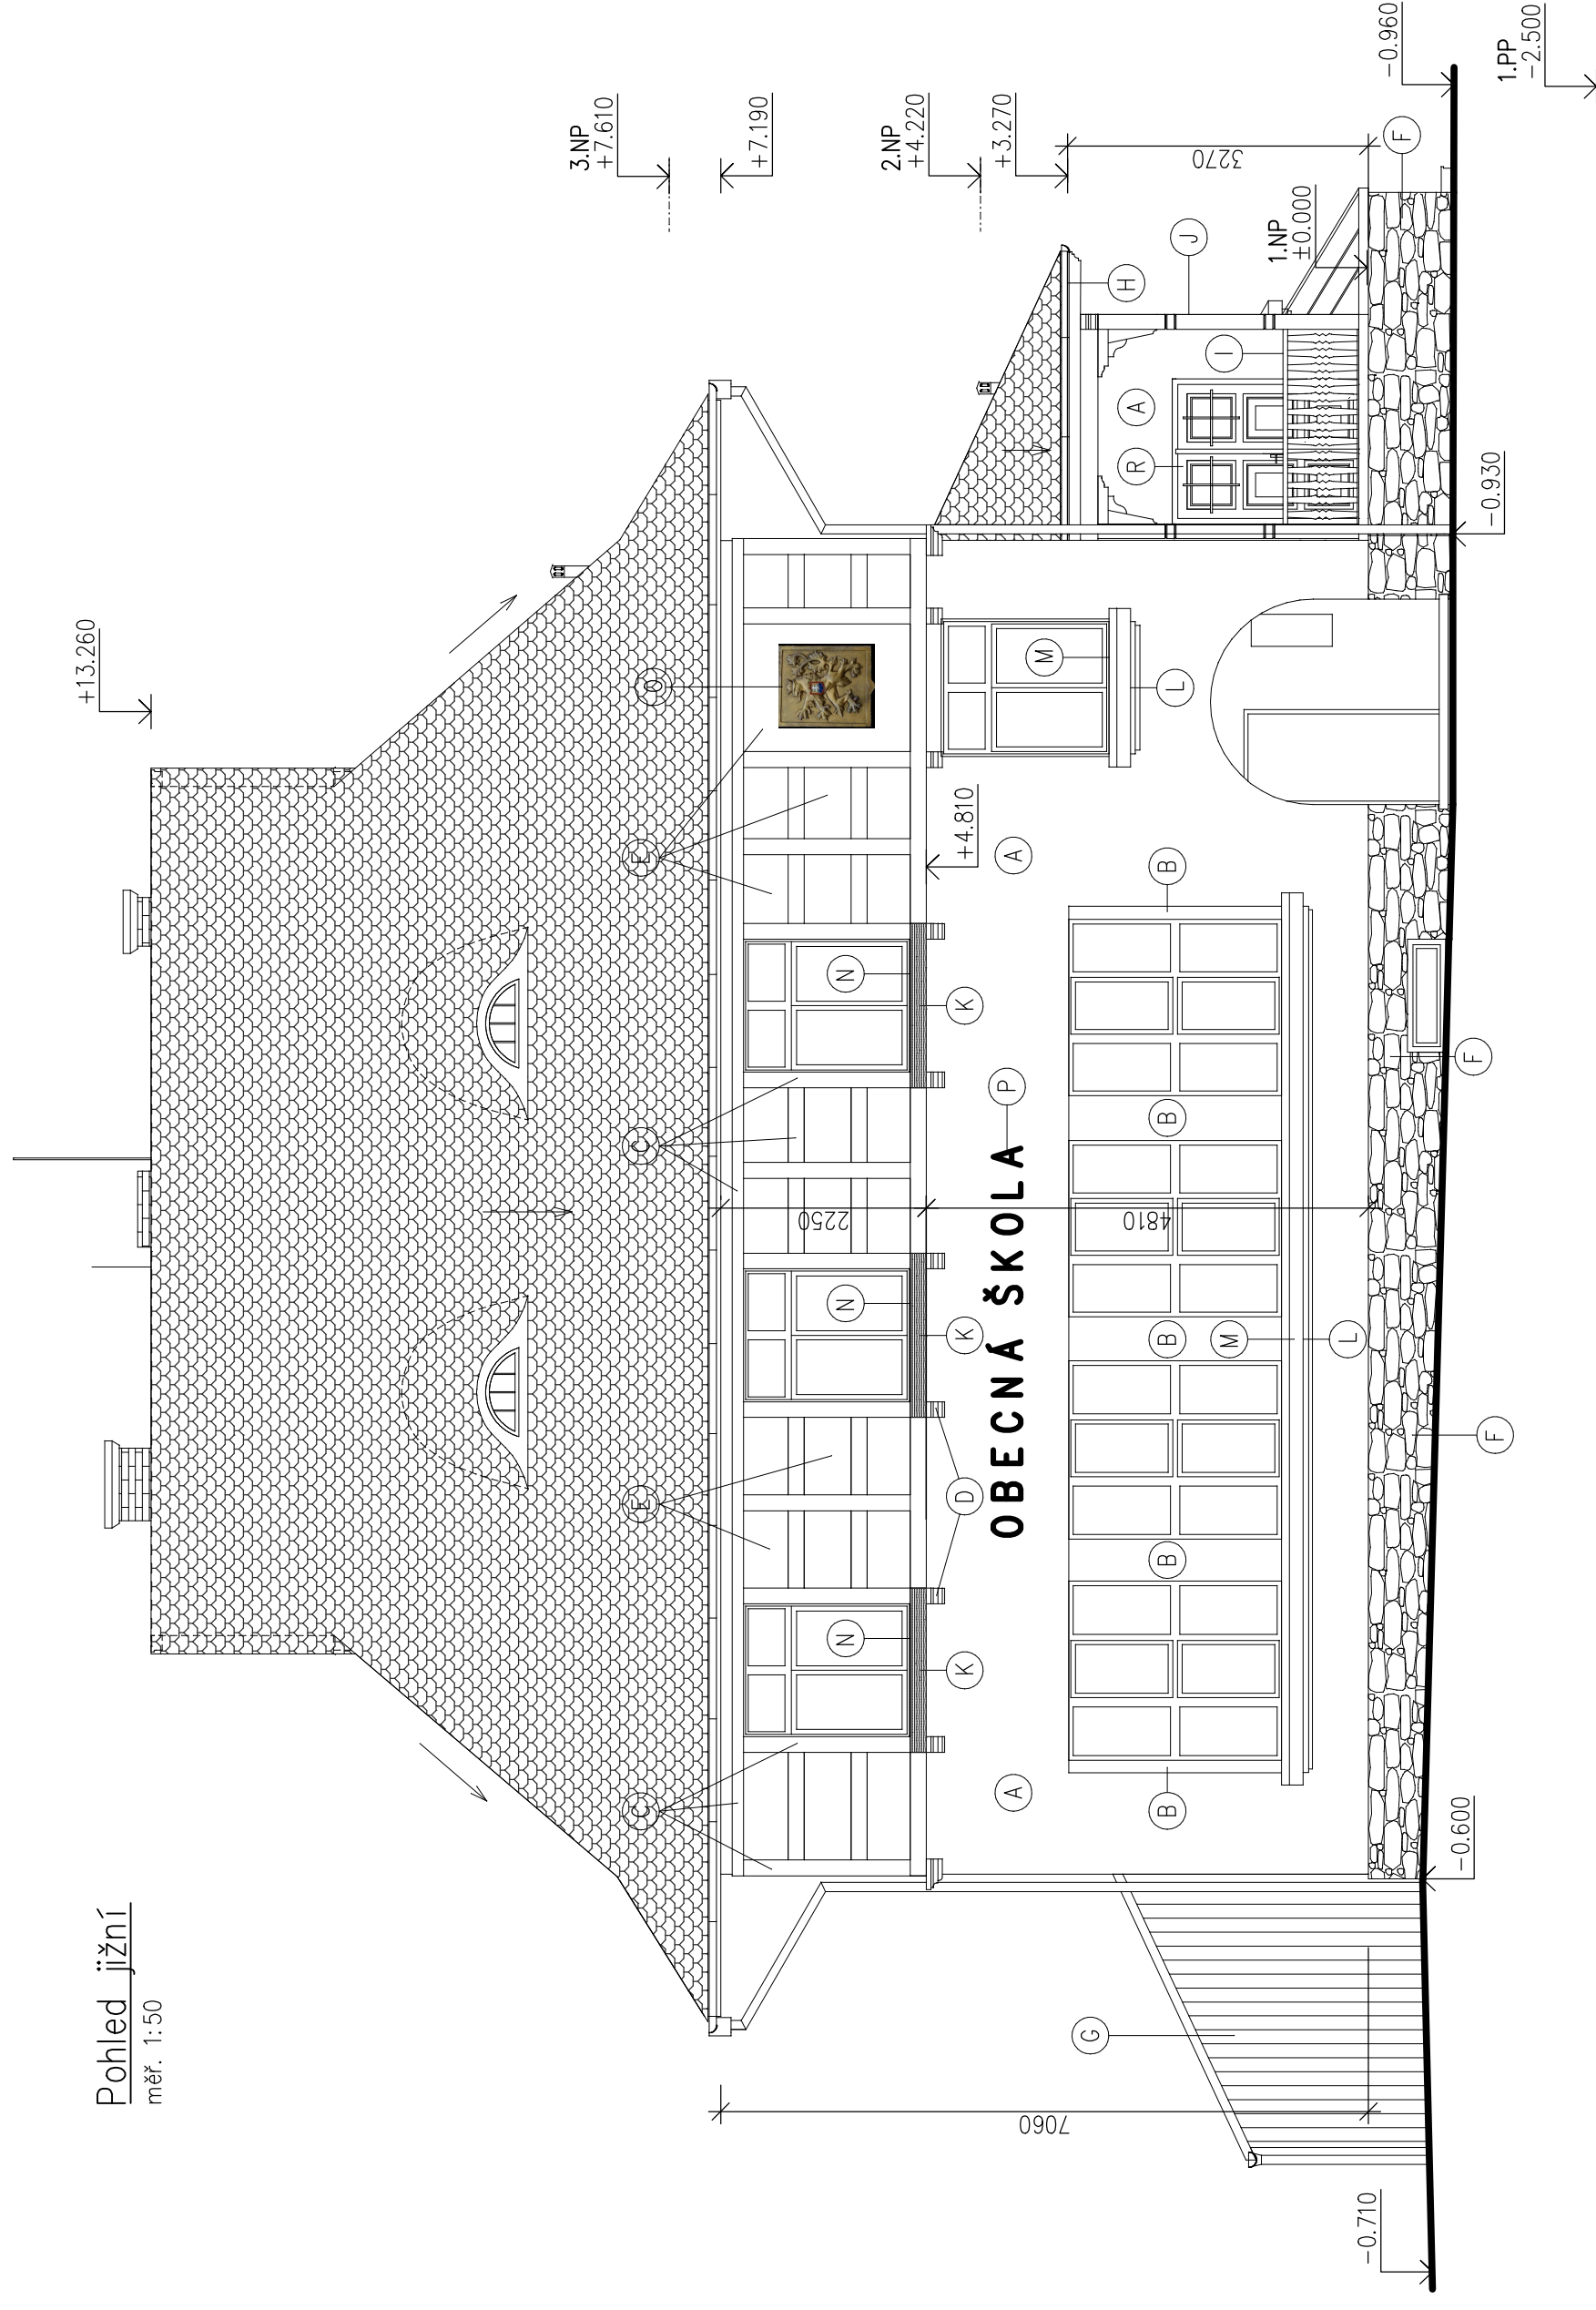 Pohled jižní
měř. 1:50
+13.260
3.NP
+7.610
+7.190
2.NP
+4.220
+3.270
3270
1.NP
±0.000
-0.960
1.PP
-2.500
-0.930
-0.600
-0.710
7060
2250
4810
+4.810
OBECNÁ ŠKOLA
C
E
C
E
O
N
N
N
K
K
K
D
P
A
A
A
M
L
B
B
B
B
B
M
L
G
F
F
F
R
I
H
J